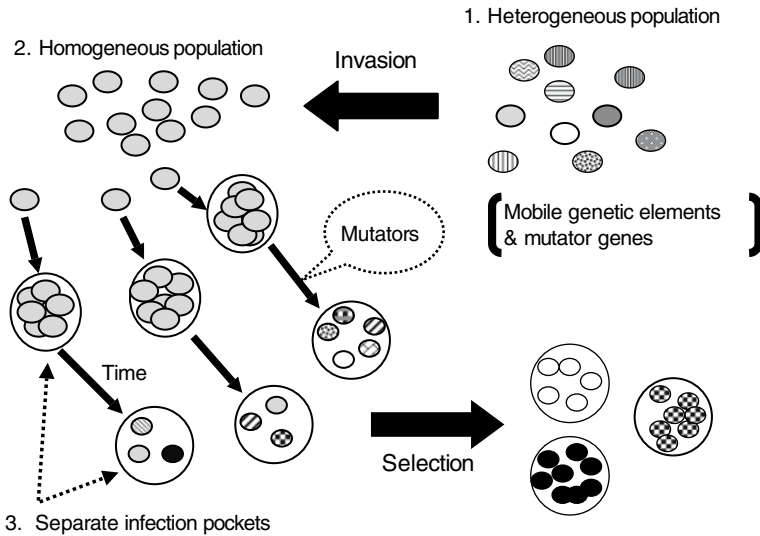 1. Heterogeneous population
2. Homogeneous population
Invasion
Mobile genetic elements
& mutator genes
Mutators
Time
Selection
3. Separate infection pockets